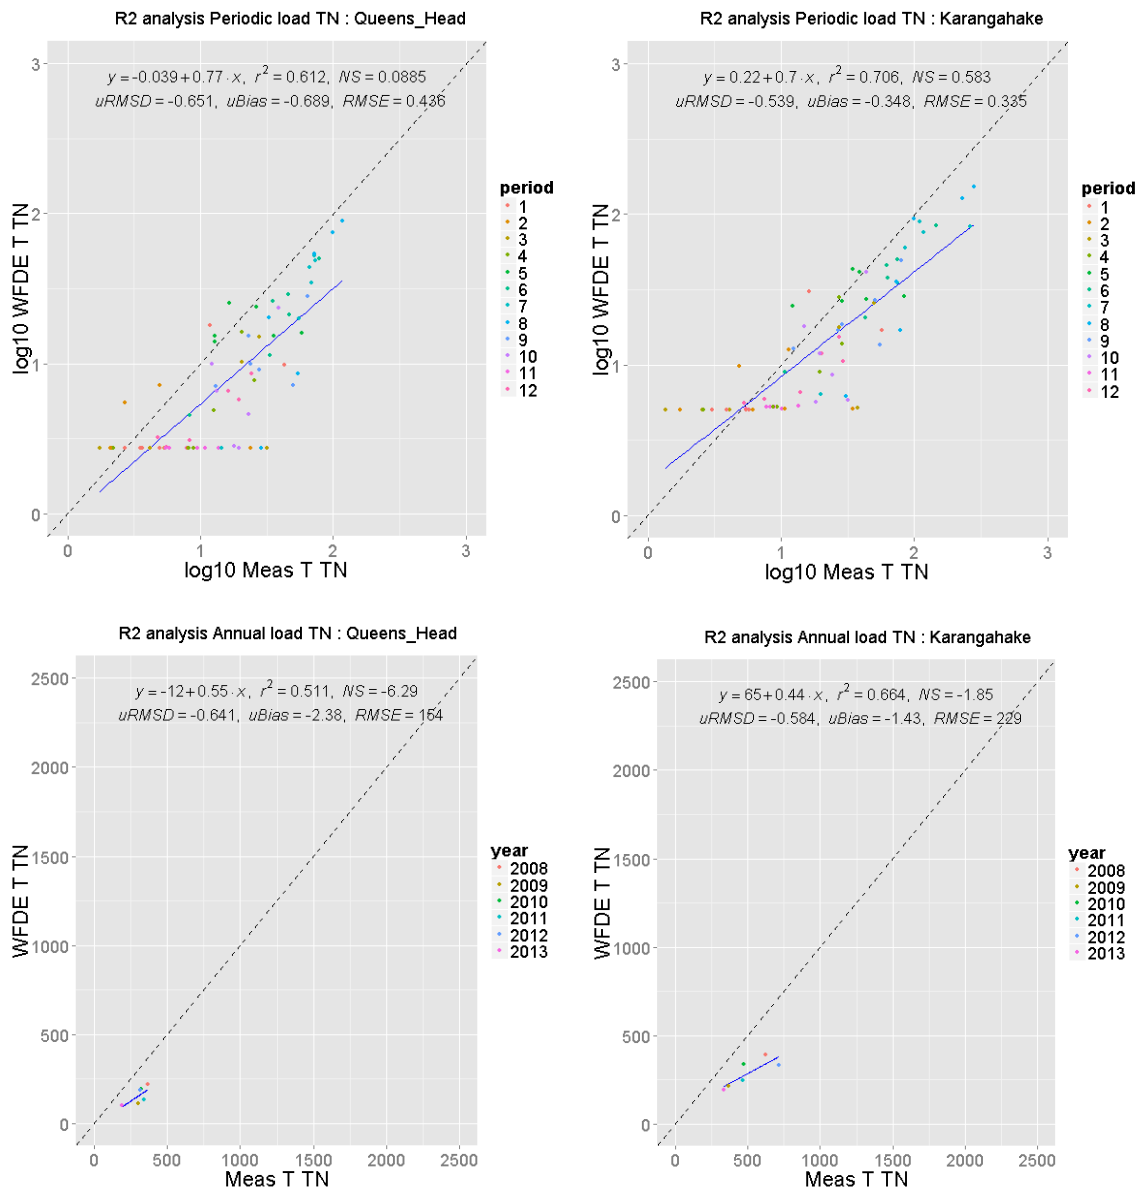 R2 analysis Periodic load TN : Queens_Head
y = -0.039 + 0.77 · x, r² = 0.612, NS = 0.0885
uRMSD = -0.651, uBias = -0.689, RMSE = 0.436
log10 WFDE T TN
3
2
1
0
0 1 2 3
log10 Meas T TN
period
1
2
3
4
5
6
7
8
9
10
11
12
R2 analysis Periodic load TN : Karangahake
y = 0.22 + 0.7 · x, r² = 0.706, NS = 0.583
uRMSD = -0.539, uBias = -0.348, RMSE = 0.335
log10 WFDE T TN
3
2
1
0
0 1 2 3
log10 Meas T TN
period
1
2
3
4
5
6
7
8
9
10
11
12
R2 analysis Annual load TN : Queens_Head
y = -12 + 0.55 · x, r² = 0.511, NS = -6.29
uRMSD = -0.641, uBias = -2.38, RMSE = 164
WFDE T TN
2500
2000
1500
1000
500
0
0 500 1000 1500 2000 2500
Meas T TN
year
2008
2009
2010
2011
2012
2013
R2 analysis Annual load TN : Karangahake
y = 65 + 0.44 · x, r² = 0.664, NS = -1.85
uRMSD = -0.584, uBias = -1.43, RMSE = 229
WFDE T TN
2500
2000
1500
1000
500
0
0 500 1000 1500 2000 2500
Meas T TN
year
2008
2009
2010
2011
2012
2013